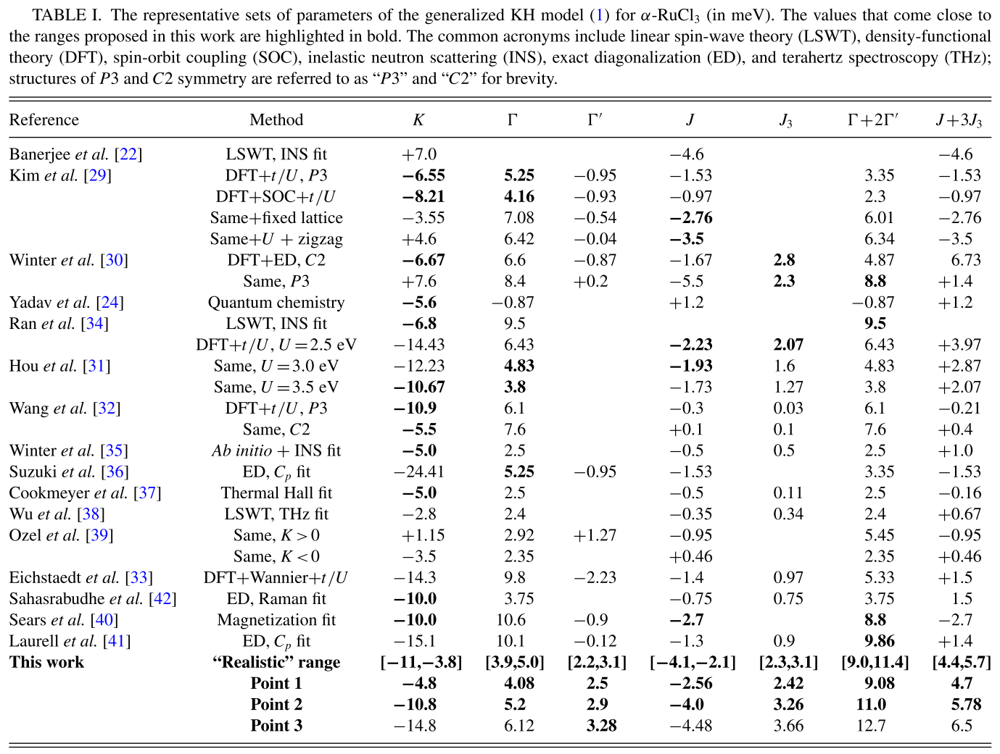 TABLE I. The representative sets of parameters of the generalized KH model (1) for α-RuCl3 (in meV). The values that come close to
the ranges proposed in this work are highlighted in bold. The common acronyms include linear spin-wave theory (LSWT), density-functional
theory (DFT), spin-orbit coupling (SOC), inelastic neutron scattering (INS), exact diagonalization (ED), and terahertz spectroscopy (THz);
structures of P3 and C2 symmetry are referred to as “P3” and “C2” for brevity.
Reference Method K Γ Γ′ J J3 Γ+2Γ′ J+3J3
Banerjee et al. [22] LSWT, INS fit +7.0 −4.6 −4.6
Kim et al. [29] DFT+t/U, P3 −6.55 5.25 −0.95 −1.53 3.35 −1.53
DFT+SOC+t/U −8.21 4.16 −0.93 −0.97 2.3 −0.97
Same+fixed lattice −3.55 7.08 −0.54 −2.76 6.01 −2.76
Same+U + zigzag +4.6 6.42 −0.04 −3.5 6.34 −3.5
Winter et al. [30] DFT+ED, C2 −6.67 6.6 −0.87 −1.67 2.8 4.87 6.73
Same, P3 +7.6 8.4 +0.2 −5.5 2.3 8.8 +1.4
Yadav et al. [24] Quantum chemistry −5.6 −0.87 +1.2 −0.87 +1.2
Ran et al. [34] LSWT, INS fit −6.8 9.5 9.5
DFT+t/U, U=2.5 eV −14.43 6.43 −2.23 2.07 6.43 +3.97
Hou et al. [31] Same, U=3.0 eV −12.23 4.83 −1.93 1.6 4.83 +2.87
Same, U=3.5 eV −10.67 3.8 −1.73 1.27 3.8 +2.07
Wang et al. [32] DFT+t/U, P3 −10.9 6.1 −0.3 0.03 6.1 −0.21
Same, C2 −5.5 7.6 +0.1 0.1 7.6 +0.4
Winter et al. [35] Ab initio + INS fit −5.0 2.5 −0.5 0.5 2.5 +1.0
Suzuki et al. [36] ED, Cp fit −24.41 5.25 −0.95 −1.53 3.35 −1.53
Cookmeyer et al. [37] Thermal Hall fit −5.0 2.5 −0.5 0.11 2.5 −0.16
Wu et al. [38] LSWT, THz fit −2.8 2.4 −0.35 0.34 2.4 +0.67
Ozel et al. [39] Same, K>0 +1.15 2.92 +1.27 −0.95 5.45 −0.95
Same, K<0 −3.5 2.35 +0.46 2.35 +0.46
Eichstaedt et al. [33] DFT+Wannier+t/U −14.3 9.8 −2.23 −1.4 0.97 5.33 +1.5
Sahasrabudhe et al. [42] ED, Raman fit −10.0 3.75 −0.75 0.75 3.75 1.5
Sears et al. [40] Magnetization fit −10.0 10.6 −0.9 −2.7 8.8 −2.7
Laurell et al. [41] ED, Cp fit −15.1 10.1 −0.12 −1.3 0.9 9.86 +1.4
This work “Realistic” range [−11,−3.8] [3.9,5.0] [2.2,3.1] [−4.1,−2.1] [2.3,3.1] [9.0,11.4] [4.4,5.7]
Point 1 −4.8 4.08 2.5 −2.56 2.42 9.08 4.7
Point 2 −10.8 5.2 2.9 −4.0 3.26 11.0 5.78
Point 3 −14.8 6.12 3.28 −4.48 3.66 12.7 6.5